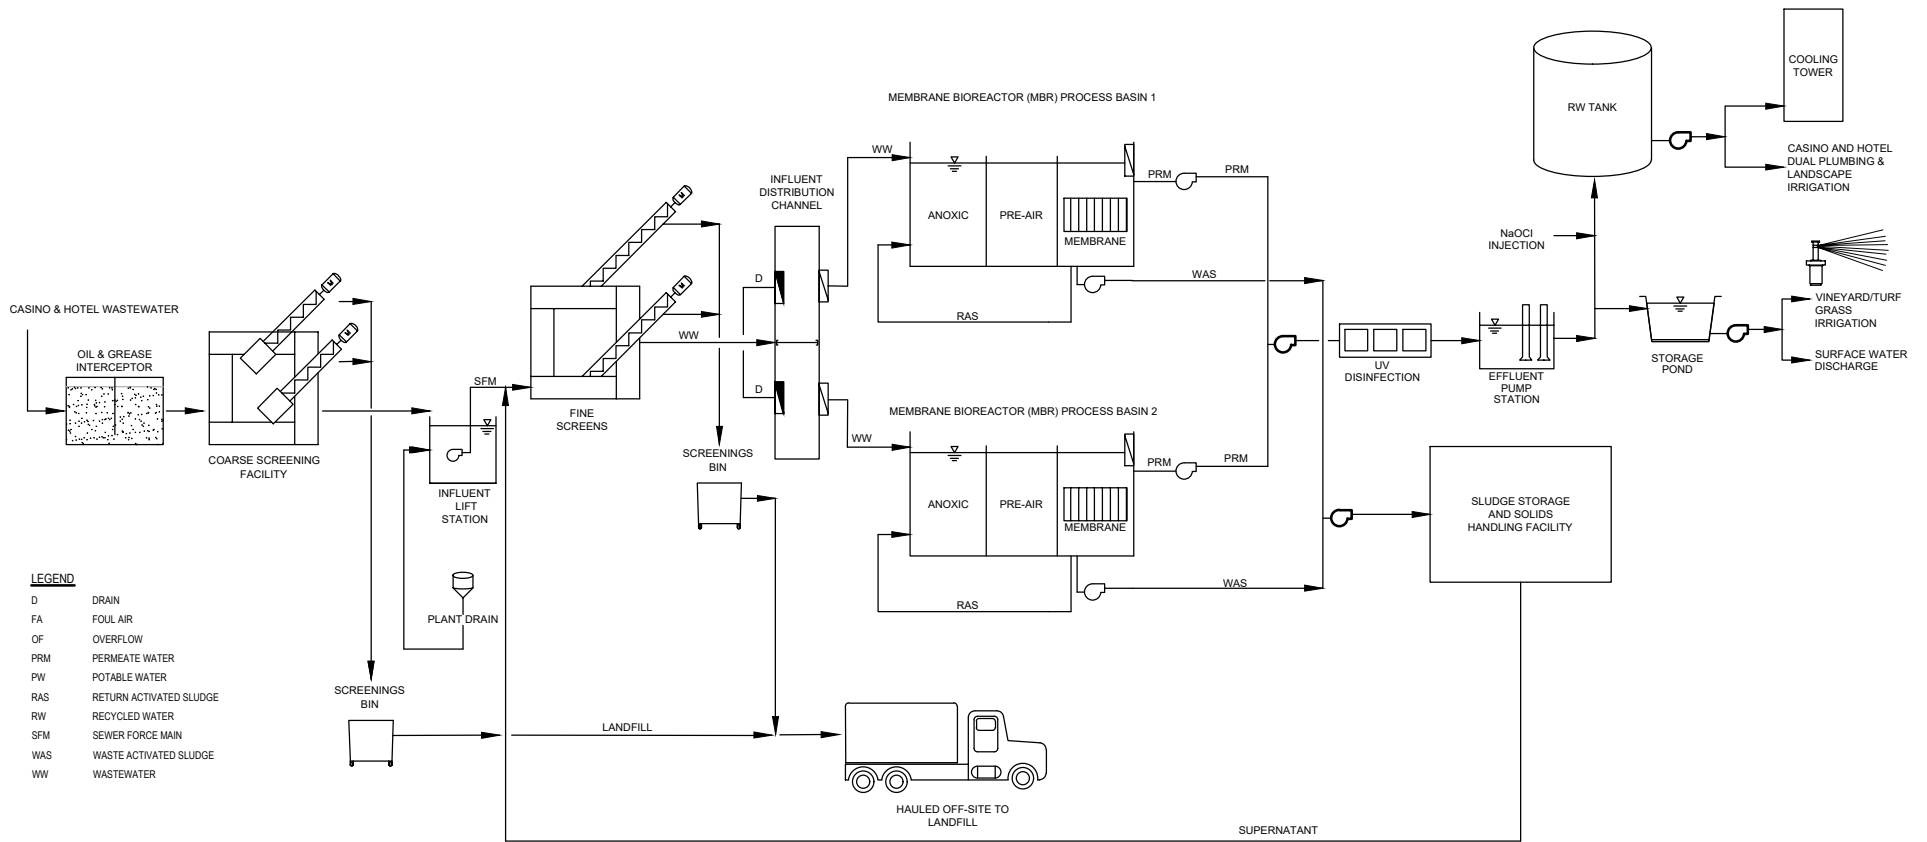 COOLING
TOWER
RW TANK
CASINO AND HOTEL
DUAL PLUMBING &
LANDSCAPE
IRRIGATION
MEMBRANE BIOREACTOR (MBR) PROCESS BASIN 1
WW
PRM
PRM
INFLUENT
DISTRIBUTION
CHANNEL
ANOXIC
PRE-AIR
MEMBRANE
M
NaOCl
INJECTION
D
WAS
RAS
M
M
CASINO & HOTEL WASTEWATER
VINEYARD/TURF
GRASS
IRRIGATION
M
WW
OIL & GREASE
INTERCEPTOR
STORAGE
POND
SURFACE WATER
DISCHARGE
UV
DISINFECTION
EFFLUENT
PUMP
STATION
SFM
D
FINE
SCREENS
MEMBRANE BIOREACTOR (MBR) PROCESS BASIN 2
WW
PRM
PRM
COARSE SCREENING
FACILITY
SCREENINGS
BIN
INFLUENT
LIFT
STATION
ANOXIC
PRE-AIR
MEMBRANE
SLUDGE STORAGE
AND SOLIDS
HANDLING FACILITY
WAS
RAS
PLANT DRAIN
LEGEND
D DRAIN
FA FOUL AIR
OF OVERFLOW
PRM PERMEATE WATER
PW POTABLE WATER
RAS RETURN ACTIVATED SLUDGE
RW RECYCLED WATER
SFM SEWER FORCE MAIN
WAS WASTE ACTIVATED SLUDGE
WW WASTEWATER
SCREENINGS
BIN
LANDFILL
HAULED OFF-SITE TO
LANDFILL
SUPERNATANT